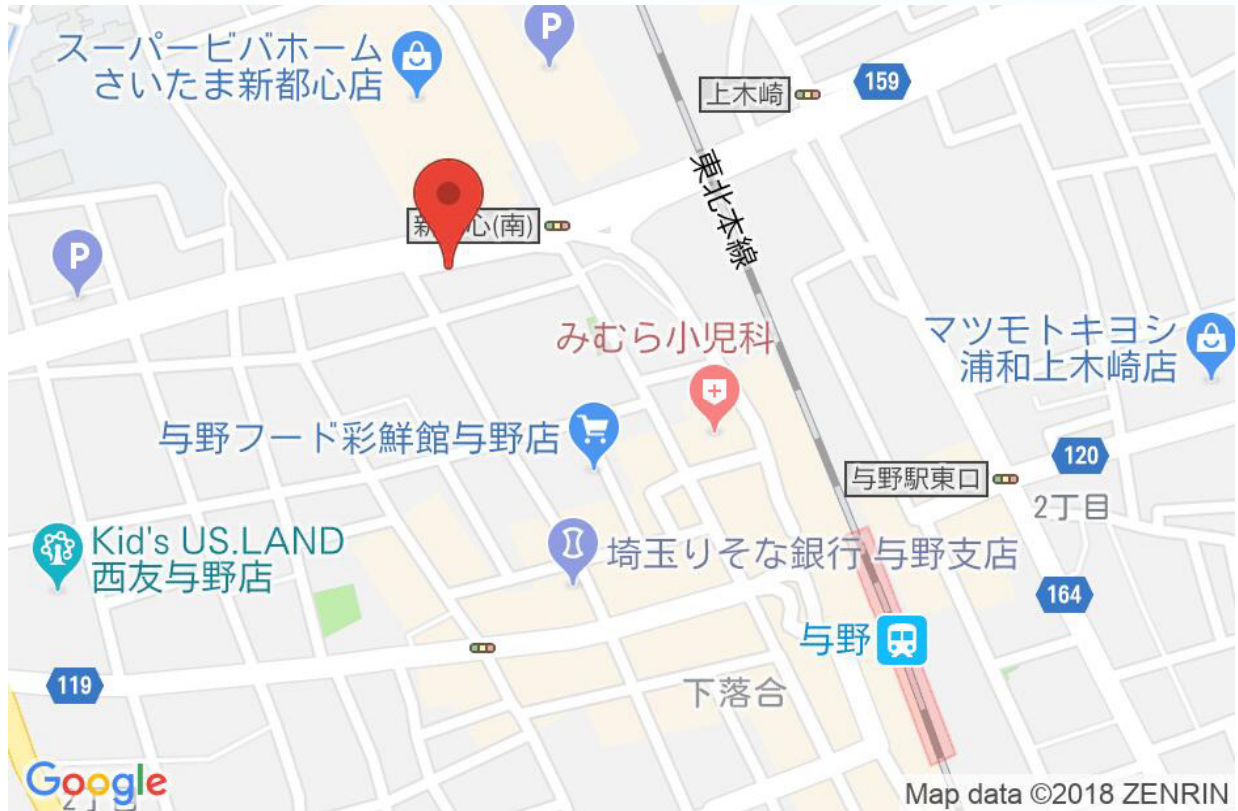 スーパービバホーム
さいたま新都心店
P
上木崎
159
東北本線
新
心(南)
P
みむら小児科
マツモトキヨシ
浦和上木崎店
与野フード彩鮮館与野店
与野駅東口
120
2丁目
Kid's US.LAND
西友与野店
埼玉りそな銀行 与野支店
164
与野
119
下落合
Google
Map data ©2018 ZENRIN